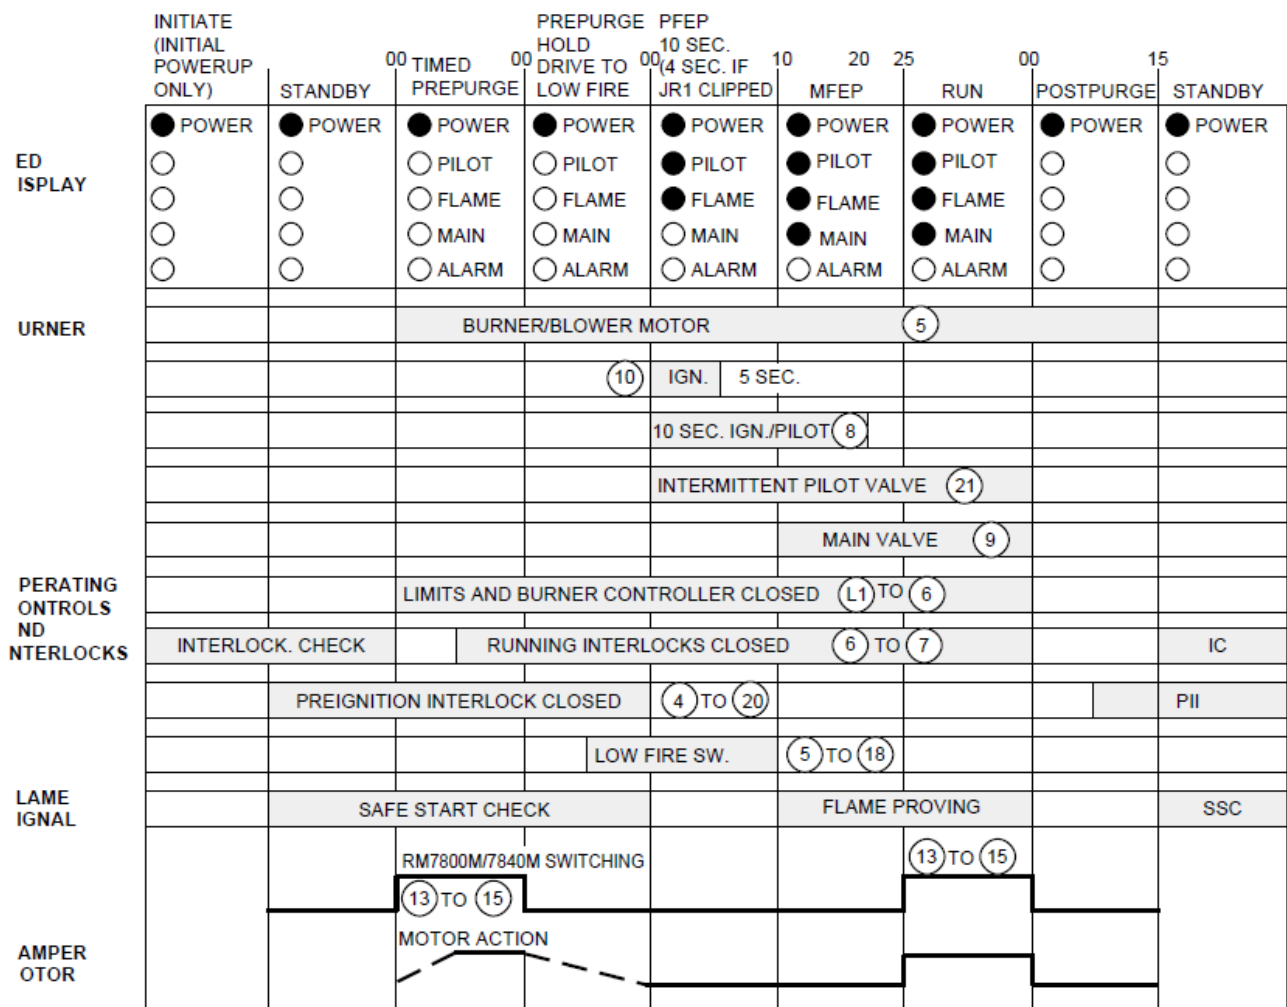 INITIATE
(INITIAL
POWERUP
ONLY)
STANDBY
00 TIMED
PREPURGE
00
PREPURGE
HOLD
DRIVE TO
LOW FIRE
00
PFEP
10 SEC.
(4 SEC. IF
JR1 CLIPPED
10 20 25
MFEP
RUN
00
POSTPURGE
15
STANDBY
ED
ISPLAY
POWER POWER POWER POWER POWER POWER POWER POWER POWER
PILOT PILOT PILOT PILOT PILOT
FLAME FLAME FLAME FLAME FLAME
MAIN MAIN MAIN MAIN MAIN
ALARM ALARM ALARM ALARM ALARM
URNER
BURNER/BLOWER MOTOR 5
10 IGN. 5 SEC.
10 SEC. IGN./PILOT 8
INTERMITTENT PILOT VALVE 21
MAIN VALVE 9
PERATING
ONTROLS
ND
NTERLOCKS
LIMITS AND BURNER CONTROLLER CLOSED L1 TO 6
INTERLOCK. CHECK RUNNING INTERLOCKS CLOSED 6 TO 7 IC
PREIGNITION INTERLOCK CLOSED 4 TO 20 PII
LOW FIRE SW. 5 TO 18
LAME
IGNAL
SAFE START CHECK FLAME PROVING SSC
RM7800M/7840M SWITCHING 13 TO 15
13 TO 15
MOTOR ACTION
AMPER
OTOR